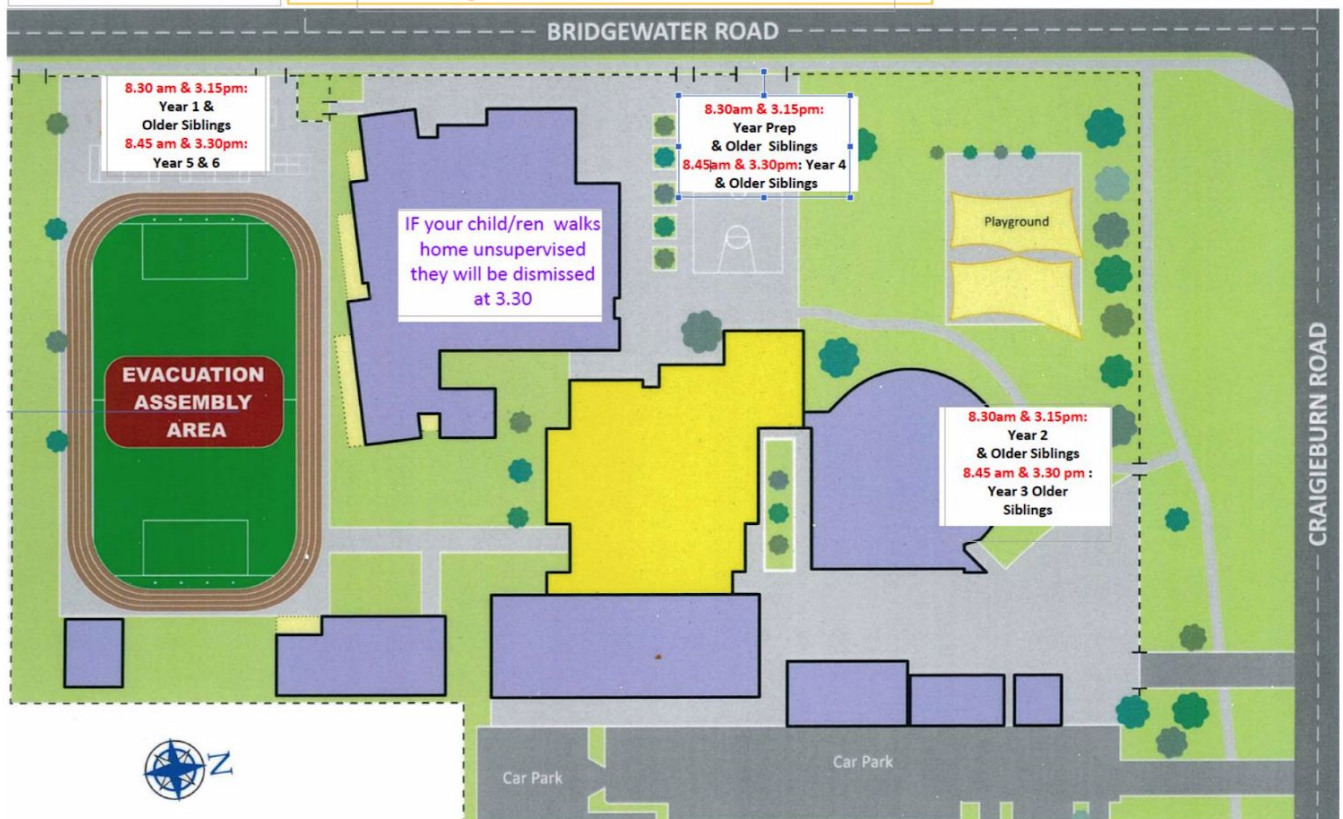 BRIDGEWATER ROAD
8.30 am & 3.15pm:
Year 1 &
Older Siblings
8.45 am & 3.30pm:
Year 5 & 6
8.30am & 3.15pm:
Year Prep
& Older Siblings
8.45am & 3.30pm: Year 4
& Older Siblings
IF your child/ren walks
home unsupervised
they will be dismissed
at 3.30
Playground
EVACUATION
ASSEMBLY
AREA
8.30am & 3.15pm:
Year 2
& Older Siblings
8.45 am & 3.30 pm :
Year 3 Older
Siblings
CRAIGIEBURN ROAD
N
Car Park
Car Park